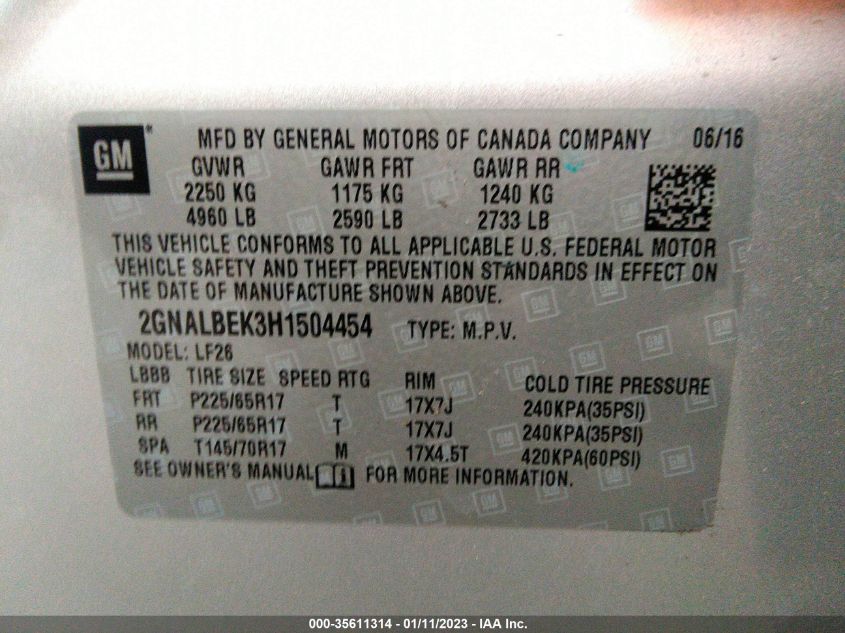 GM ® MFD BY GENERAL MOTORS OF CANADA COMPANY 06/16
GVWR GAWR FRT GAWR RR
2250 KG 1175 KG 1240 KG
4960 LB 2590 LB 2733 LB
THIS VEHICLE CONFORMS TO ALL APPLICABLE U.S. FEDERAL MOTOR
VEHICLE SAFETY AND THEFT PREVENTION STANDARDS IN EFFECT ON
THE DATE OF MANUFACTURE SHOWN ABOVE.
2GNALBEK3H1504454 TYPE: M.P.V.
MODEL: LF26
LBBB TIRE SIZE SPEED RTG RIM COLD TIRE PRESSURE
FRT P225/65R17 T 17X7J 240KPA(35PSI)
RR P225/65R17 T 17X7J 240KPA(35PSI)
SPA T145/70R17 M 17X4.5T 420KPA(60PSI)
SEE OWNER'S MANUAL FOR MORE INFORMATION.
000-35611314 - 01/11/2023 - IAA Inc.